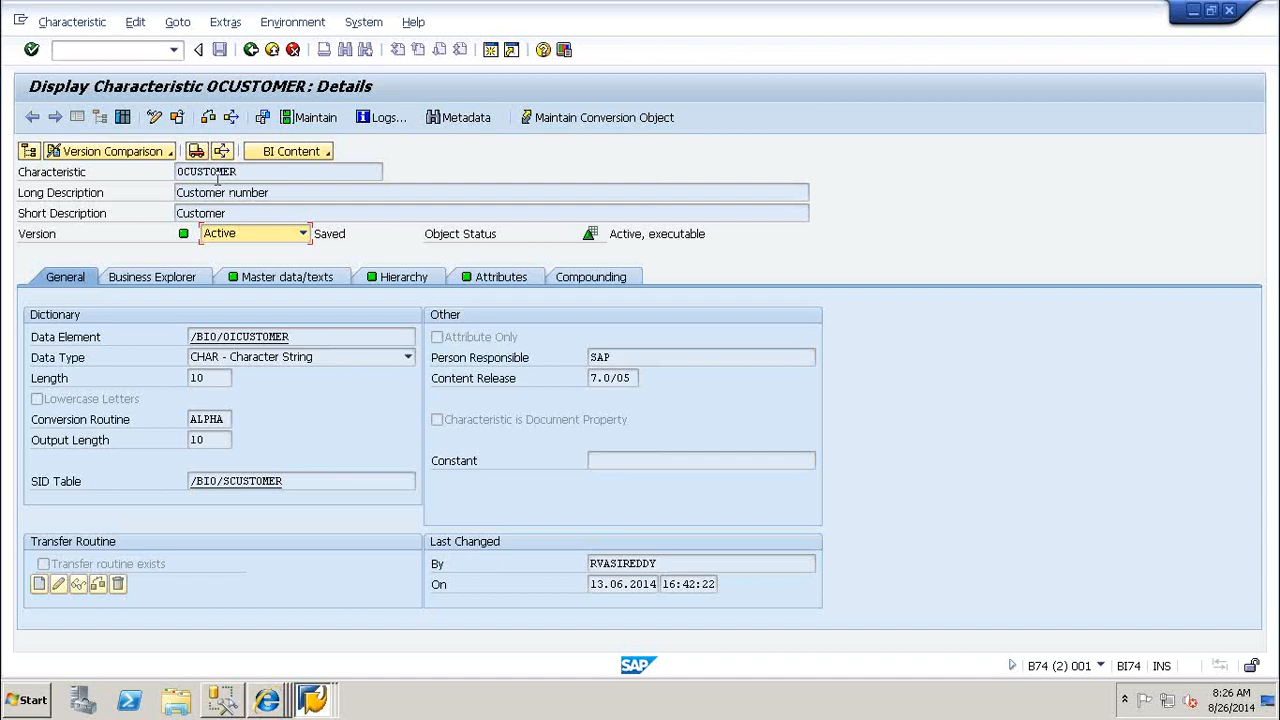 Characteristic Edit Goto Extras Environment System Help
Display Characteristic 0CUSTOMER: Details
Maintain Logs... Metadata Maintain Conversion Object
Version Comparison BI Content
Characteristic 0CUSTOMER
Long Description Customer number
Short Description Customer
Version Active Saved Object Status Active, executable
General Business Explorer Master data/texts Hierarchy Attributes Compounding
Dictionary
Data Element /BI0/OICUSTOMER
Data Type CHAR - Character String
Length 10
Lowercase Letters
Conversion Routine ALPHA
Output Length 10
SID Table /BI0/SCUSTOMER
Other
Attribute Only
Person Responsible SAP
Content Release 7.0/05
Characteristic is Document Property
Constant
Transfer Routine
Transfer routine exists
Last Changed
By RVASIREDDY
On 13.06.2014 16:42:22
SAP
B74 (2) 001 BI74 INS
Start
8:26 AM
8/26/2014